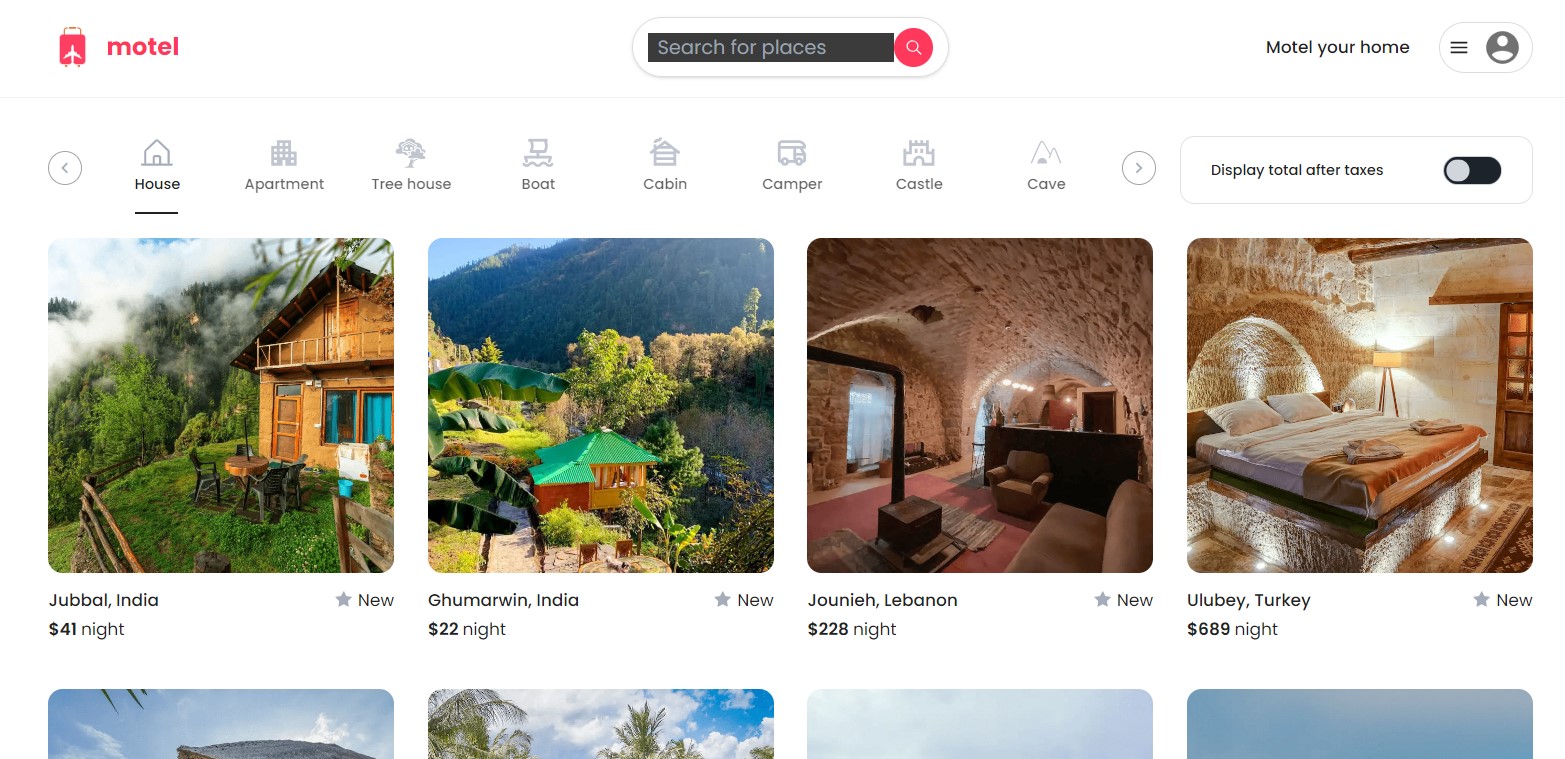 motel
Search for places
Motel your home
House
Apartment
Tree house
Boat
Cabin
Camper
Castle
Cave
Display total after taxes
Jubbal, India
New
$41 night
Ghumarwin, India
New
$22 night
Jounieh, Lebanon
New
$228 night
Ulubey, Turkey
New
$689 night